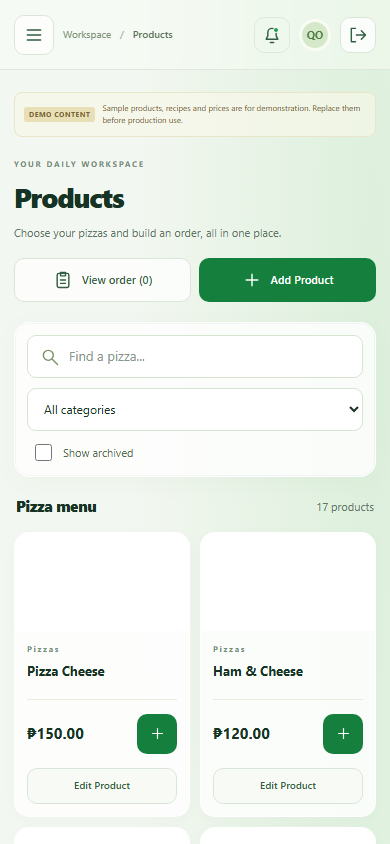 Workspace / Products
QO
DEMO CONTENT
Sample products, recipes and prices are for demonstration. Replace them
before production use.
YOUR DAILY WORKSPACE
Products
Choose your pizzas and build an order, all in one place.
View order (0)
Add Product
Find a pizza...
All categories
Show archived
Pizza menu
17 products
Pizzas
Pizza Cheese
₱150.00
Edit Product
Pizzas
Ham & Cheese
₱120.00
Edit Product